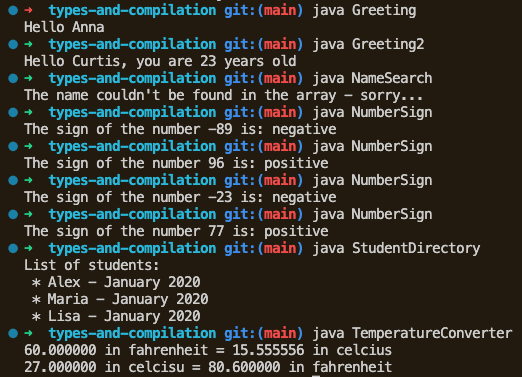 ➜ types-and-compilation git:(main) java Greeting
Hello Anna
➜ types-and-compilation git:(main) java Greeting2
Hello Curtis, you are 23 years old
➜ types-and-compilation git:(main) java NameSearch
The name couldn't be found in the array – sorry...
➜ types-and-compilation git:(main) java NumberSign
The sign of the number -89 is: negative
➜ types-and-compilation git:(main) java NumberSign
The sign of the number 96 is: positive
➜ types-and-compilation git:(main) java NumberSign
The sign of the number -23 is: negative
➜ types-and-compilation git:(main) java NumberSign
The sign of the number 77 is: positive
➜ types-and-compilation git:(main) java StudentDirectory
List of students:
* Alex – January 2020
* Maria – January 2020
* Lisa – January 2020
➜ types-and-compilation git:(main) java TemperatureConverter
60.000000 in fahrenheit = 15.555556 in celcius
27.000000 in celcisu = 80.600000 in fahrenheit